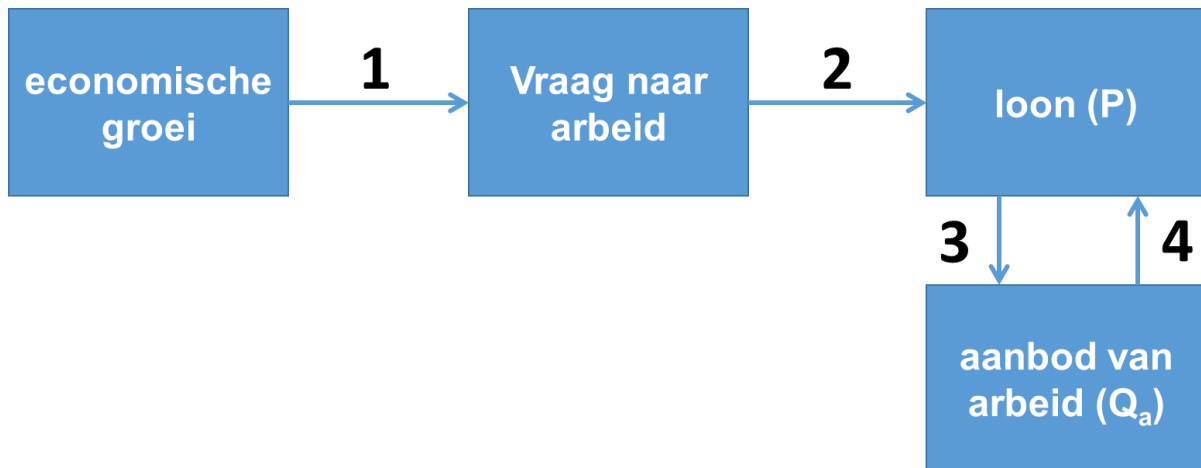 economische
groei
1
Vraag naar
arbeid
2
loon (P)
3
4
aanbod van
arbeid (Qₐ)